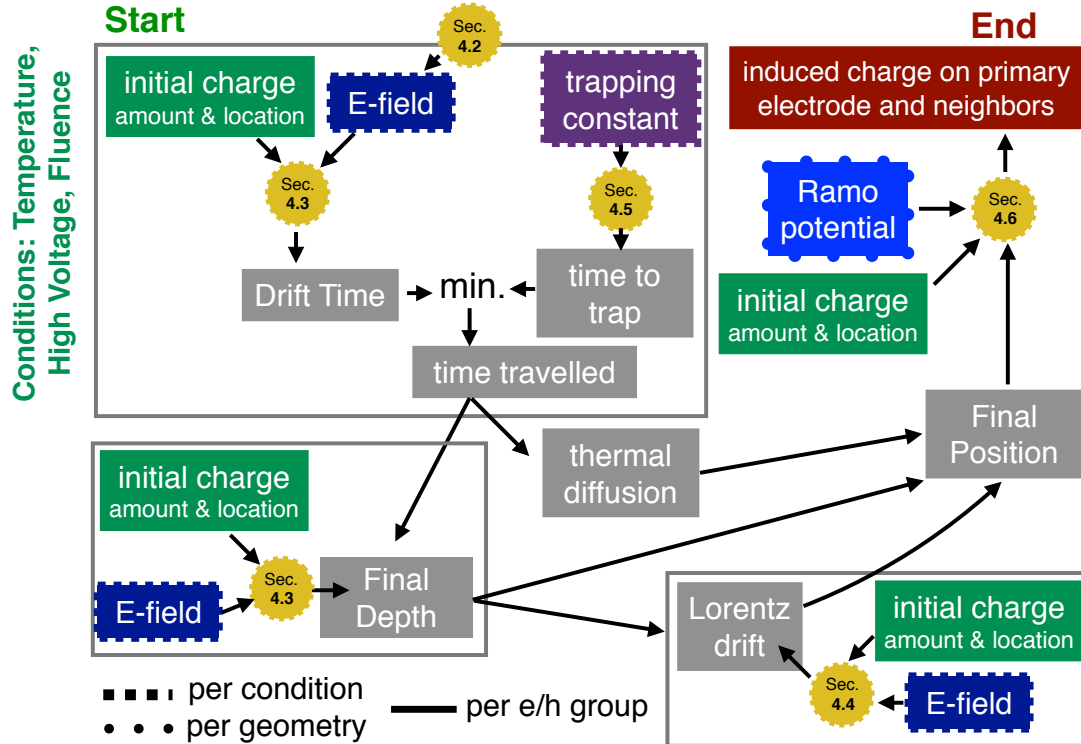 Start
End
Conditions: Temperature,
High Voltage, Fluence
Sec.
4.2
initial charge
amount & location
E-field
trapping
constant
induced charge on primary
electrode and neighbors
Sec.
4.3
Sec.
4.5
Ramo
potential
Sec.
4.6
Drift Time
min.
time to
trap
initial charge
amount & location
time travelled
Final
Position
thermal
diffusion
initial charge
amount & location
Sec.
4.3
Final
Depth
E-field
Lorentz
drift
initial charge
amount & location
Sec.
4.4
E-field
per condition
per geometry
per e/h group